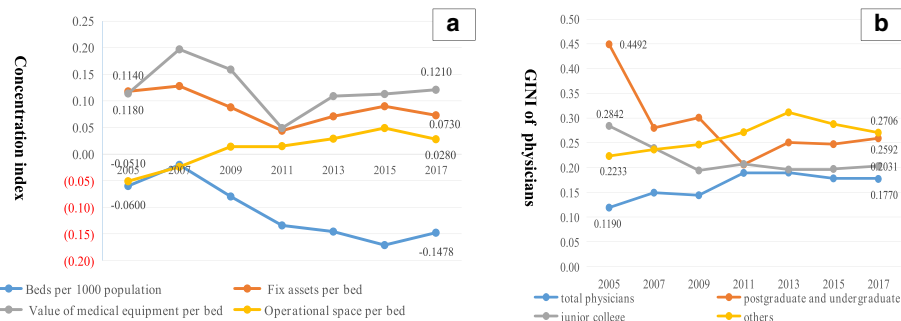 a
Concentration index
0.25
0.20
0.15
0.10
0.05
0.00
(0.05)
(0.10)
(0.15)
(0.20)
0.1140
0.1180
-0.0510
-0.0600
0.1210
0.0730
0.0280
-0.1478
2005 2007 2009 2011 2013 2015 2017
Beds per 1000 population
Fix assets per bed
Value of medical equipment per bed
Operational space per bed
b
GINI of physicians
0.50
0.45
0.40
0.35
0.30
0.25
0.20
0.15
0.10
0.05
0.00
0.4492
0.2842
0.2233
0.1190
0.2706
0.2592
0.2031
0.1770
2005 2007 2009 2011 2013 2015 2017
total physicians
postgraduate and undergraduate
junior college
others